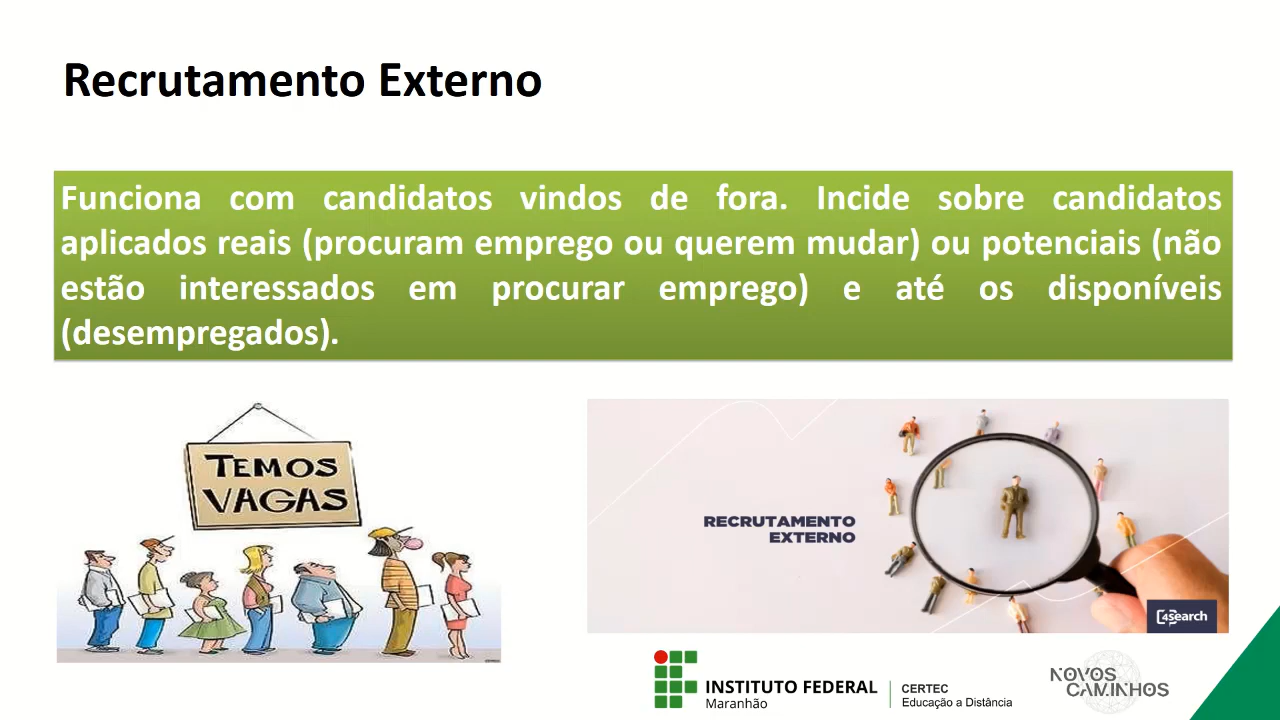 Recrutamento Externo
Funciona com candidatos vindos de fora. Incide sobre candidatos
aplicados reais (procuram emprego ou querem mudar) ou potenciais (não
estão interessados em procurar emprego) e até os disponíveis
(desempregados).
TEMOS
VAGAS
RECRUTAMENTO
EXTERNO
4Search
INSTITUTO FEDERAL
Maranhão
CERTEC
Educação a Distância
NOVOS
CAMINHOS